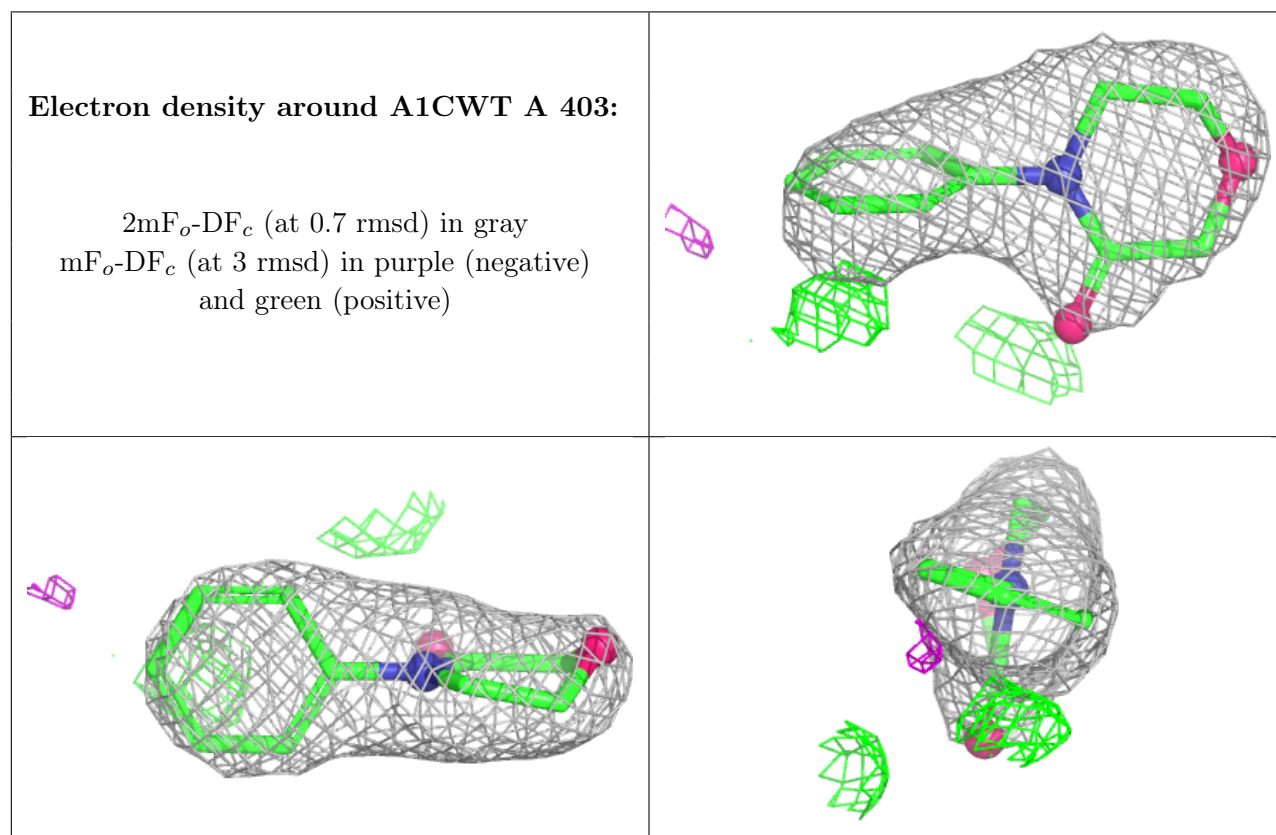 Electron density around A1CWT A 403:
2mFo-DFc (at 0.7 rmsd) in gray
mFo-DFc (at 3 rmsd) in purple (negative)
and green (positive)